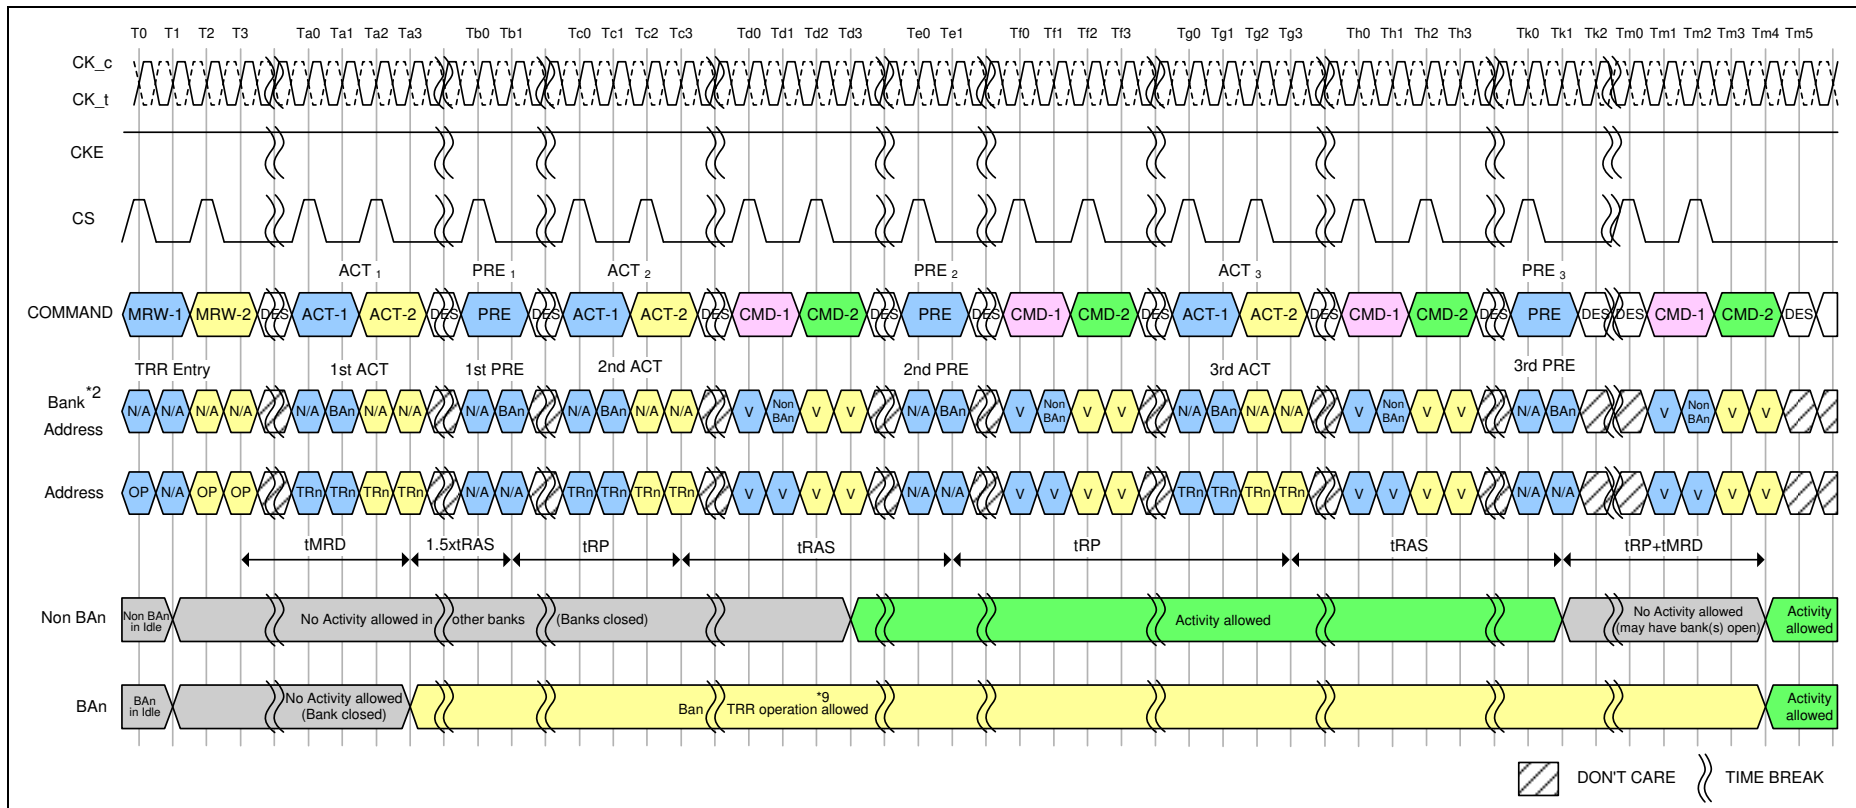 T0 T1 T2 T3 Ta0 Ta1 Ta2 Ta3 Tb0 Tb1 Tc0 Tc1 Tc2 Tc3 Td0 Td1 Td2 Td3 Te0 Te1 Tf0 Tf1 Tf2 Tf3 Tg0 Tg1 Tg2 Tg3 Th0 Th1 Th2 Th3 Tk0 Tk1 Tk2 Tm0 Tm1 Tm2 Tm3 Tm4 Tm5
CK_c
CK_t
CKE
CS
ACT 1 PRE 1 ACT 2 PRE 2 ACT 3 PRE 3
COMMAND MRW-1 MRW-2 DES ACT-1 ACT-2 DES PRE DES ACT-1 ACT-2 DES CMD-1 CMD-2 DES PRE DES CMD-1 CMD-2 DES ACT-1 ACT-2 DES CMD-1 CMD-2 DES PRE DES DES CMD-1 CMD-2 DES
TRR Entry 1st ACT 1st PRE 2nd ACT 2nd PRE 3rd ACT 3rd PRE
Bank*2
Address
N/A N/A N/A N/A N/A BAn N/A N/A N/A BAn N/A BAn N/A N/A V Non BAn V V N/A BAn V Non BAn V V N/A BAn N/A N/A V Non BAn V V N/A BAn V Non BAn V V
Address OP N/A OP OP TRn TRn TRn TRn N/A N/A TRn TRn TRn TRn V V V V N/A N/A V V V V TRn TRn TRn TRn V V V V N/A N/A V V V V
tMRD 1.5xtRAS tRP tRAS tRP tRAS tRP+tMRD
Non BAn
Non BAn
in Idle
No Activity allowed in other banks (Banks closed)
Activity allowed
No Activity allowed
(may have bank(s) open)
Activity
allowed
BAn
BAn
in Idle
No Activity allowed
(Bank closed)
Ban TRR operation allowed *9
Activity
allowed
DON'T CARE
TIME BREAK